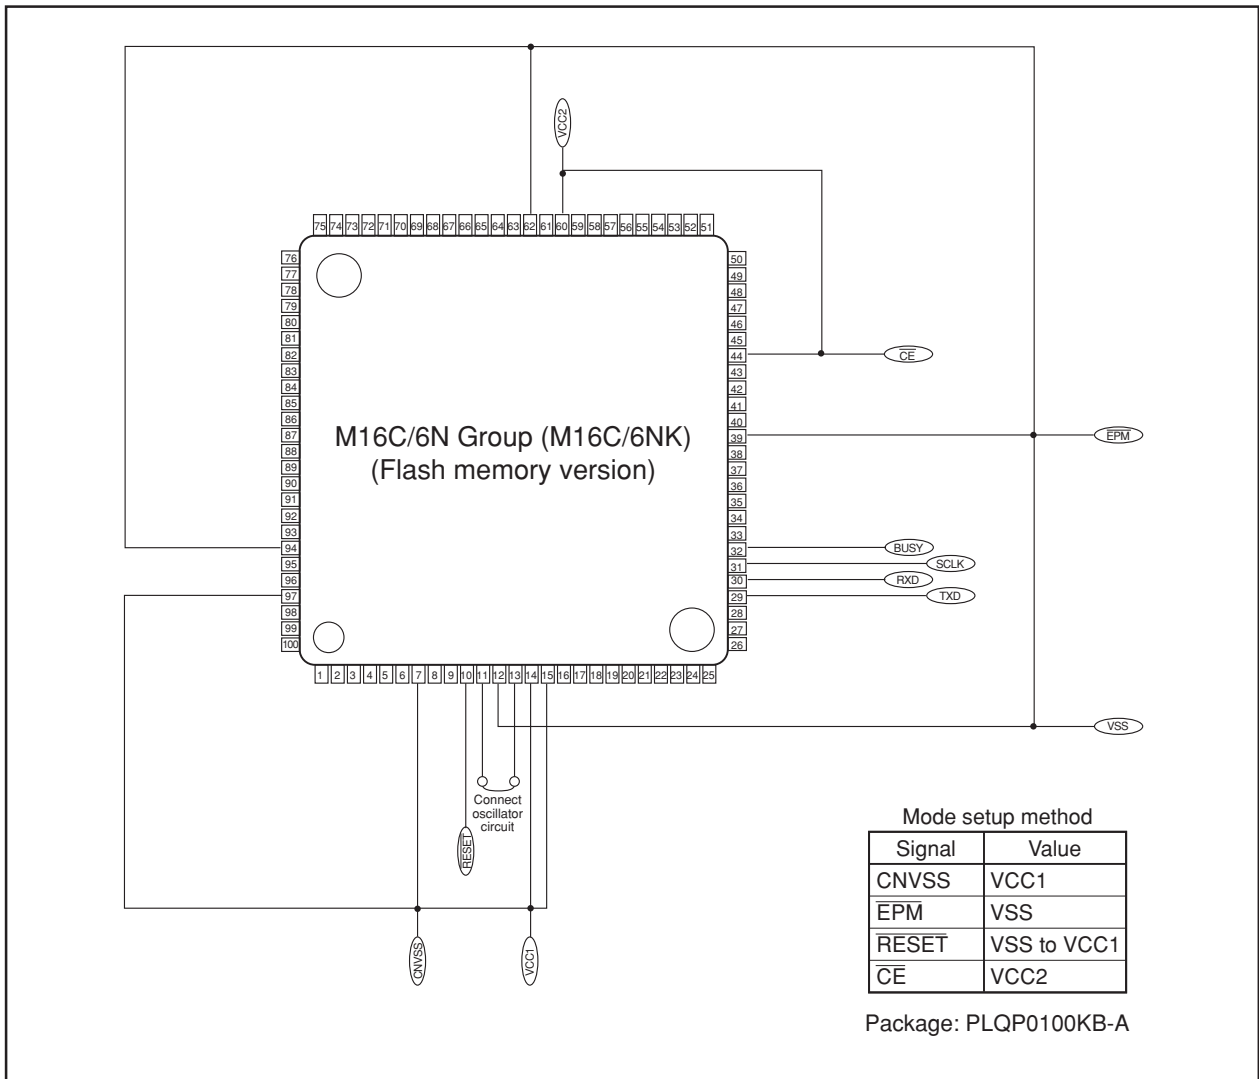 VCC2
75 74 73 72 71 70 69 68 67 66 65 64 63 62 61 60 59 58 57 56 55 54 53 52 51
76
77
78
79
80
81
82
83
84
85
86
87
88
89
90
91
92
93
94
95
96
97
98
99
100
M16C/6N Group (M16C/6NK)
(Flash memory version)
50
49
48
47
46
45
44
43
42
41
40
39
38
37
36
35
34
33
32
31
30
29
28
27
26
CE
EPM
BUSY
SCLK
RXD
TXD
1 2 3 4 5 6 7 8 9 10 11 12 13 14 15 16 17 18 19 20 21 22 23 24 25
VSS
Connect
oscillator
circuit
RESET
CNVSS
VCC1
Mode setup method
Signal Value
CNVSS VCC1
EPM VSS
RESET VSS to VCC1
CE VCC2
Package: PLQP0100KB-A